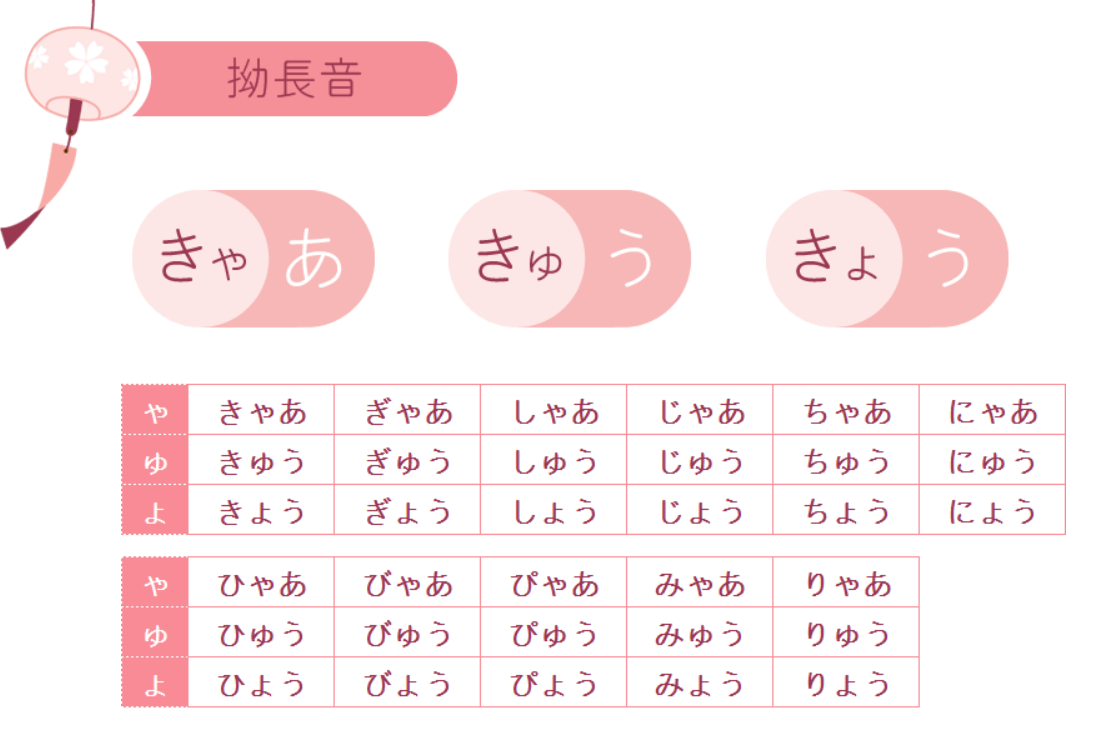 拗長音
きゃあ きゅう きょう
ゃ きゃあ ぎゃあ しゃあ じゃあ ちゃあ にゃあ
ゅ きゅう ぎゅう しゅう じゅう ちゅう にゅう
ょ きょう ぎょう しょう じょう ちょう にょう
ゃ ひゃあ びゃあ ぴゃあ みゃあ りゃあ
ゅ ひゅう びゅう ぴゅう みゅう りゅう
ょ ひょう びょう ぴょう みょう りょう